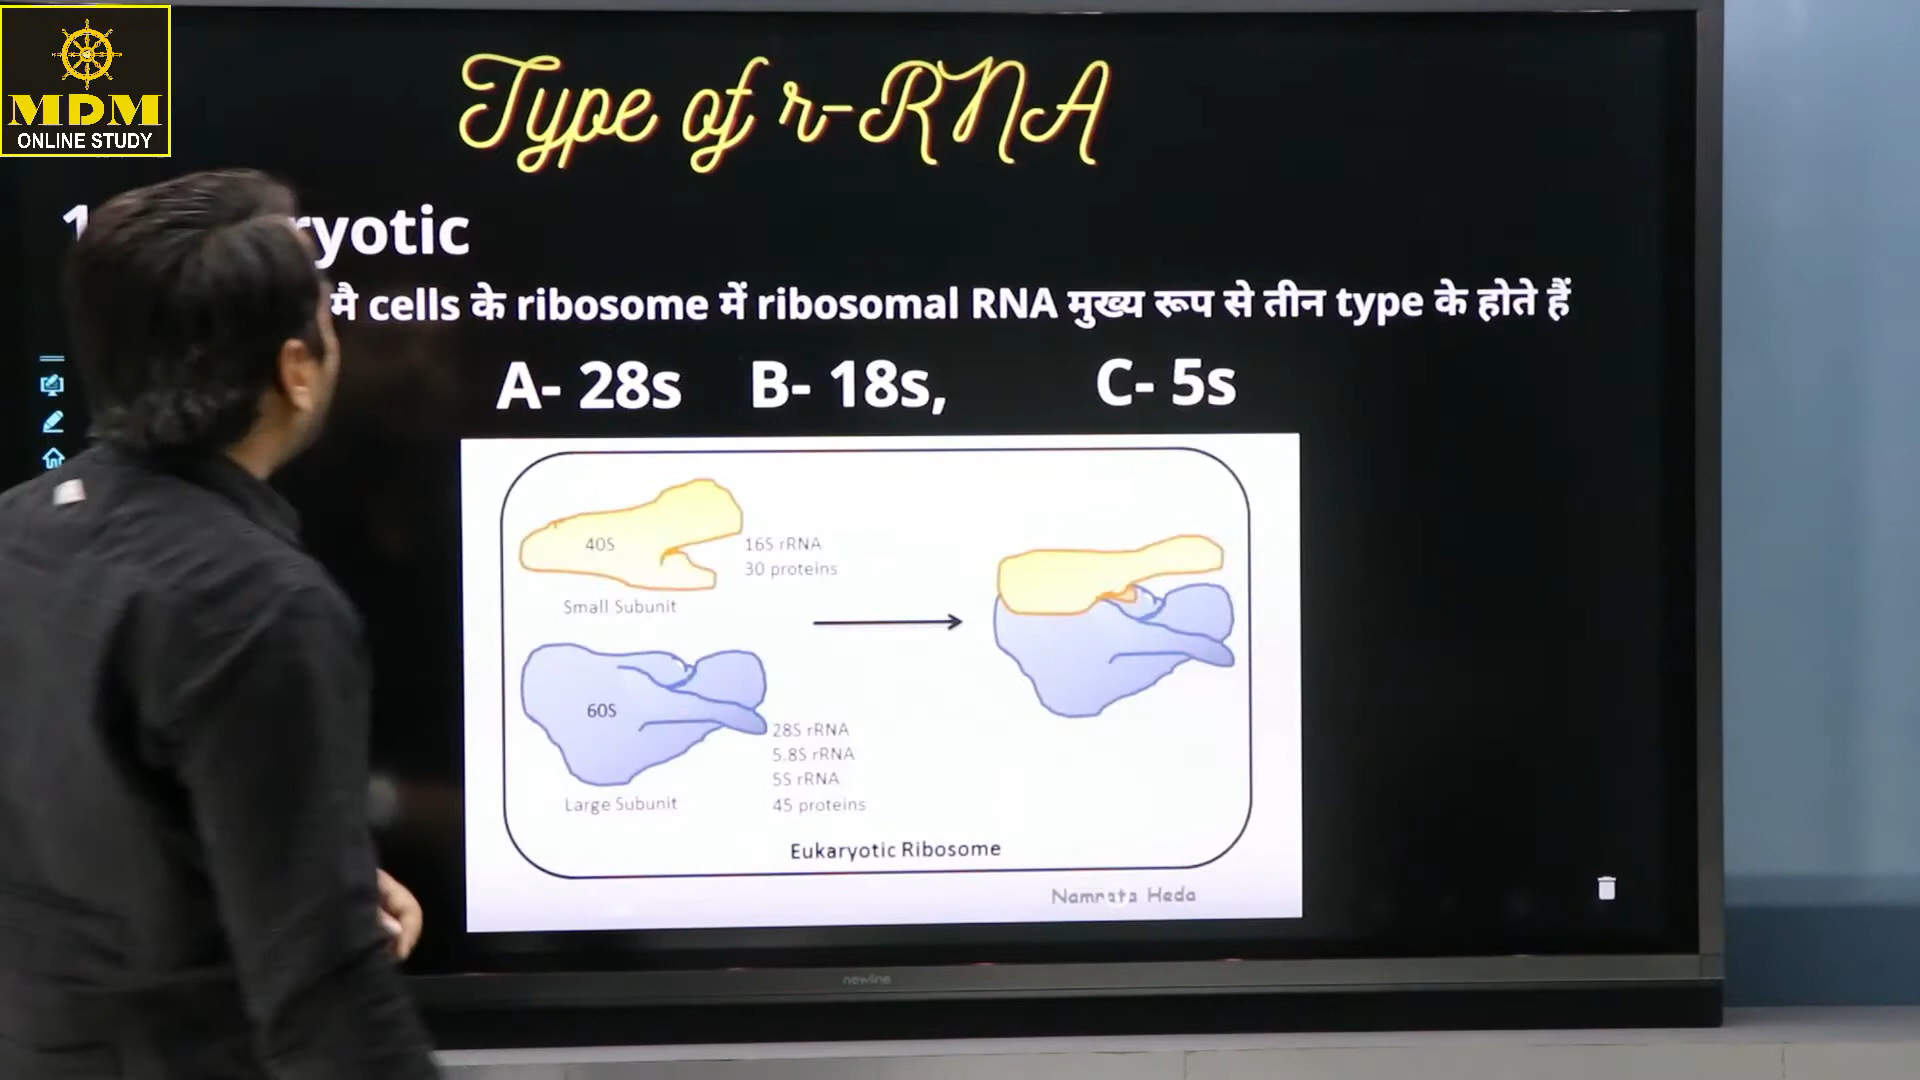 MDM
ONLINE STUDY
Type of r-RNA
ryotic
मै cells के ribosome में ribosomal RNA मुख्य रूप से तीन type के होते हैं
A- 28s B- 18s, C- 5s
40S
16S rRNA
30 proteins
Small Subunit
60S
28S rRNA
5.8S rRNA
5S rRNA
45 proteins
Large Subunit
Eukaryotic Ribosome
Namrata Heda
newline